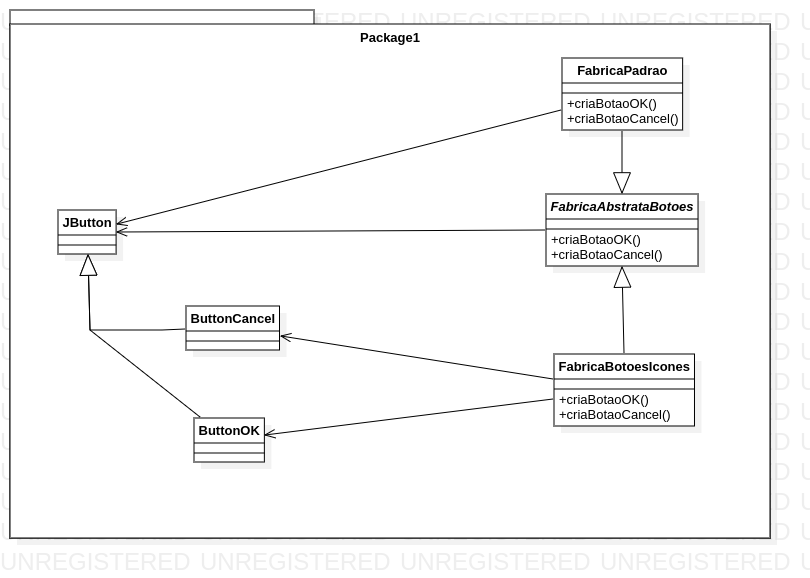 Package1
FabricaPadrao
+criaBotaoOK()
+criaBotaoCancel()
FabricaAbstrataBotoes
+criaBotaoOK()
+criaBotaoCancel()
JButton
ButtonCancel
FabricaBotoesIcones
+criaBotaoOK()
+criaBotaoCancel()
ButtonOK
UNREGISTERED UNREGISTERED UNREGISTERED UNREGISTERED